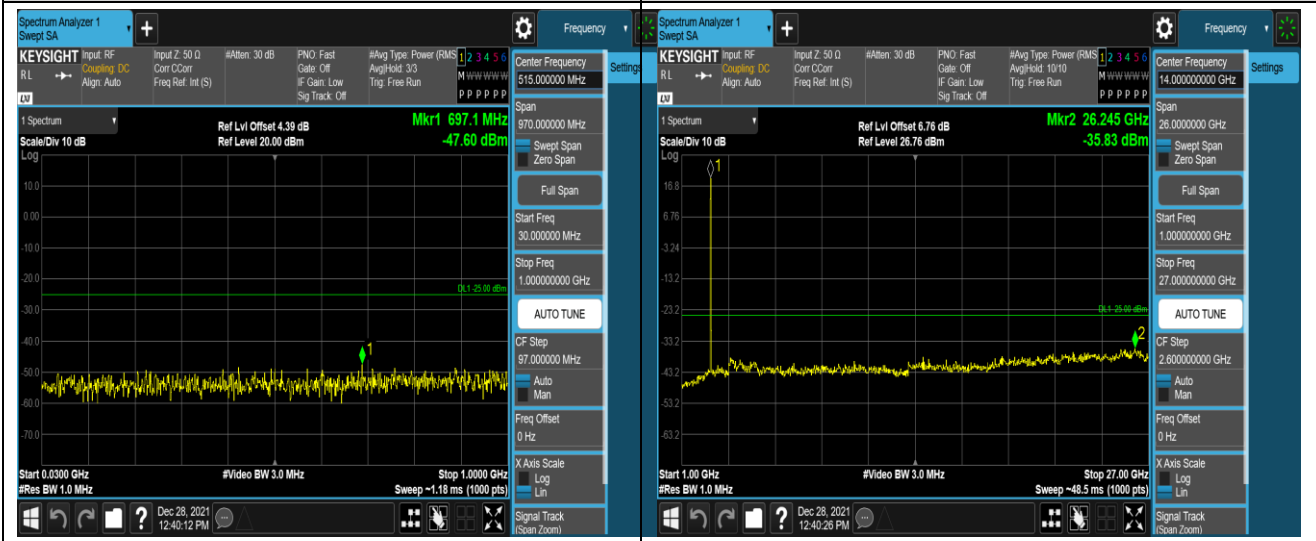 Spectrum Analyzer 1
Swept SA
Frequency
KEYSIGHT
RL
LXI
Input: RF
Coupling: DC
Align: Auto
Input Z: 50 Ω
Corr CCorr
Freq Ref: Int (S)
#Atten: 30 dB
PNO: Fast
Gate: Off
IF Gain: Low
Sig Track: Off
#Avg Type: Power (RMS
Avg|Hold: 3/3
Trig: Free Run
1 2 3 4 5 6
M W W W W W
P P P P P P
1 Spectrum
Scale/Div 10 dB
Log
Ref Lvl Offset 4.39 dB
Ref Level 20.00 dBm
Mkr1 697.1 MHz
-47.60 dBm
10.0
0.00
-10.0
-20.0
DL1 -25.00 dBm
-30.0
-40.0
1
-50.0
-60.0
-70.0
Start 0.0300 GHz
#Res BW 1.0 MHz
#Video BW 3.0 MHz
Stop 1.0000 GHz
Sweep ~1.18 ms (1000 pts)
Dec 28, 2021
12:40:12 PM
Center Frequency
515.000000 MHz
Settings
Span
970.000000 MHz
Swept Span
Zero Span
Full Span
Start Freq
30.000000 MHz
Stop Freq
1.000000000 GHz
AUTO TUNE
CF Step
97.000000 MHz
Auto
Man
Freq Offset
0 Hz
X Axis Scale
Log
Lin
Signal Track
(Span Zoom)
Spectrum Analyzer 1
Swept SA
Frequency
KEYSIGHT
RL
LXI
Input: RF
Coupling: DC
Align: Auto
Input Z: 50 Ω
Corr CCorr
Freq Ref: Int (S)
#Atten: 30 dB
PNO: Fast
Gate: Off
IF Gain: Low
Sig Track: Off
#Avg Type: Power (RMS
Avg|Hold: 10/10
Trig: Free Run
1 2 3 4 5 6
M W W W W W
P P P P P P
1 Spectrum
Scale/Div 10 dB
Log
Ref Lvl Offset 6.76 dB
Ref Level 26.76 dBm
Mkr2 26.245 GHz
-35.83 dBm
1
16.8
6.76
-3.24
-13.2
-23.2
DL1 -25.00 dBm
-33.2
2
-43.2
-53.2
-63.2
Start 1.00 GHz
#Res BW 1.0 MHz
#Video BW 3.0 MHz
Stop 27.00 GHz
Sweep ~48.5 ms (1000 pts)
Dec 28, 2021
12:40:26 PM
Center Frequency
14.000000000 GHz
Settings
Span
26.0000000 GHz
Swept Span
Zero Span
Full Span
Start Freq
1.000000000 GHz
Stop Freq
27.000000000 GHz
AUTO TUNE
CF Step
2.600000000 GHz
Auto
Man
Freq Offset
0 Hz
X Axis Scale
Log
Lin
Signal Track
(Span Zoom)